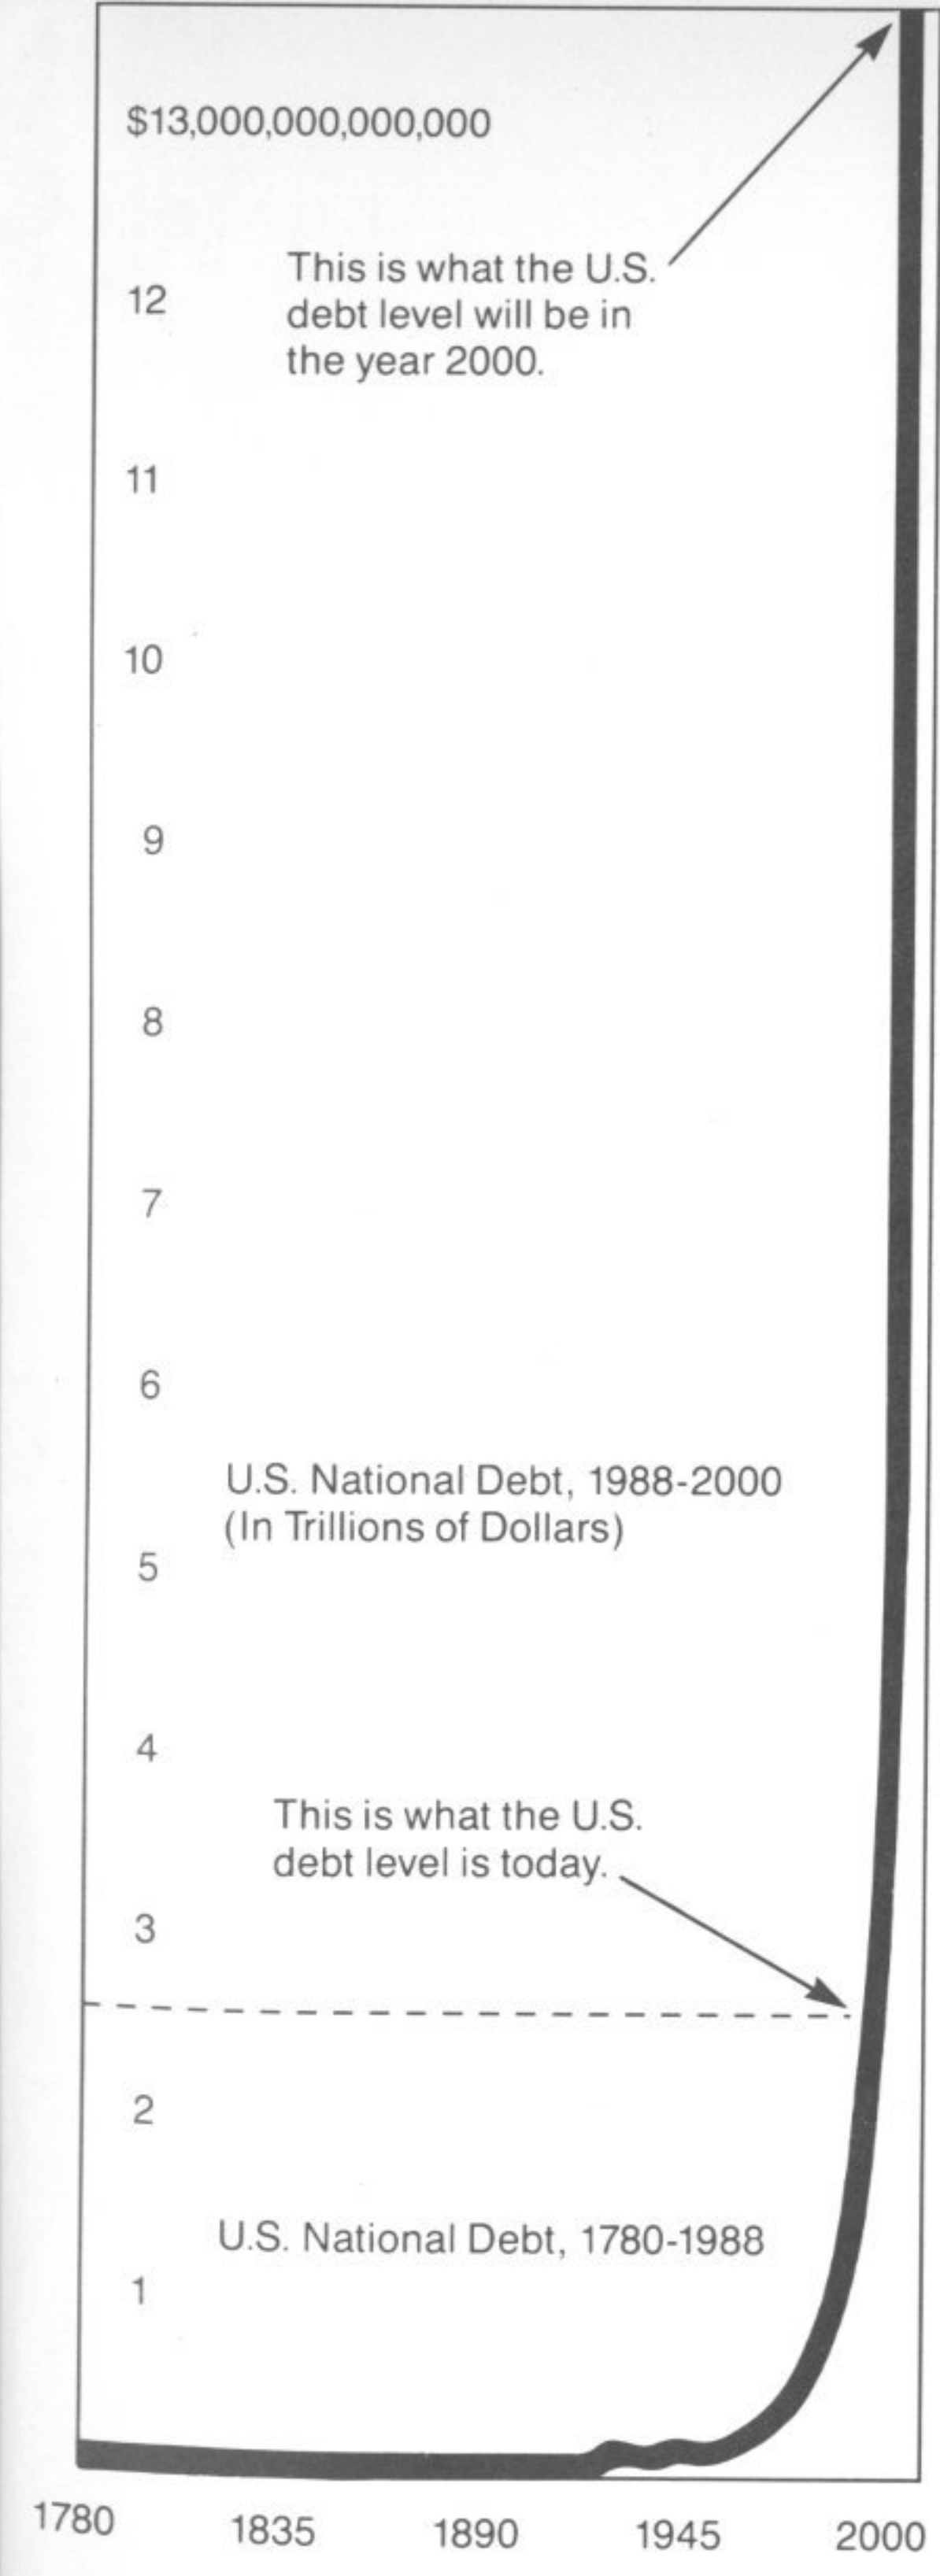 $13,000,000,000,000
This is what the U.S.
debt level will be in
the year 2000.
12
11
10
9
8
7
6
U.S. National Debt, 1988-2000
(In Trillions of Dollars)
5
4
This is what the U.S.
debt level is today.
3
2
U.S. National Debt, 1780-1988
1
1780 1835 1890 1945 2000